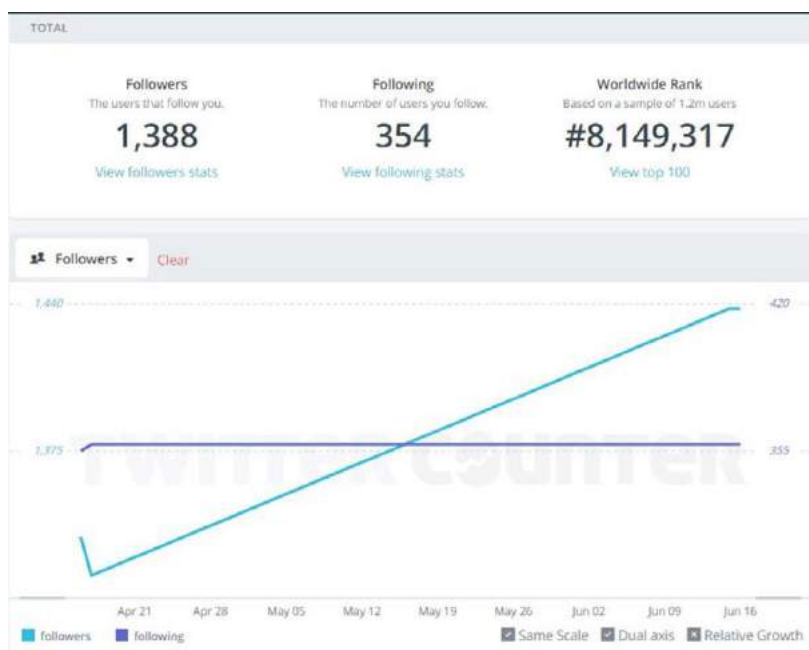 TOTAL
Followers Following Worldwide Rank
The users that follow you. The number of users you follow. Based on a sample of 1.2m users
1,388 354 #8,149,317
View followers stats View following stats View top 100
Followers Clear
1,440 420
1,375 355
TWITTER COUNTER
Apr 21 Apr 28 May 05 May 12 May 19 May 26 Jun 02 Jun 09 Jun 16
followers following Same Scale Dual axis Relative Growth